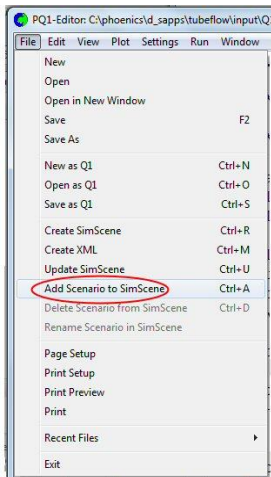 PQ1-Editor: C:\phoenics\d_sapps\tubeflow\input\Q
File Edit View Plot Settings Run Window
New
Open
Open in New Window
Save F2
Save As
New as Q1 Ctrl+N
Open as Q1 Ctrl+O
Save as Q1 Ctrl+S
Create SimScene Ctrl+R
Create XML Ctrl+M
Update SimScene Ctrl+U
Add Scenario to SimScene Ctrl+A
Delete Scenario from SimScene Ctrl+D
Rename Scenario in SimScene
Page Setup
Print Setup
Print Preview
Print
Recent Files
Exit